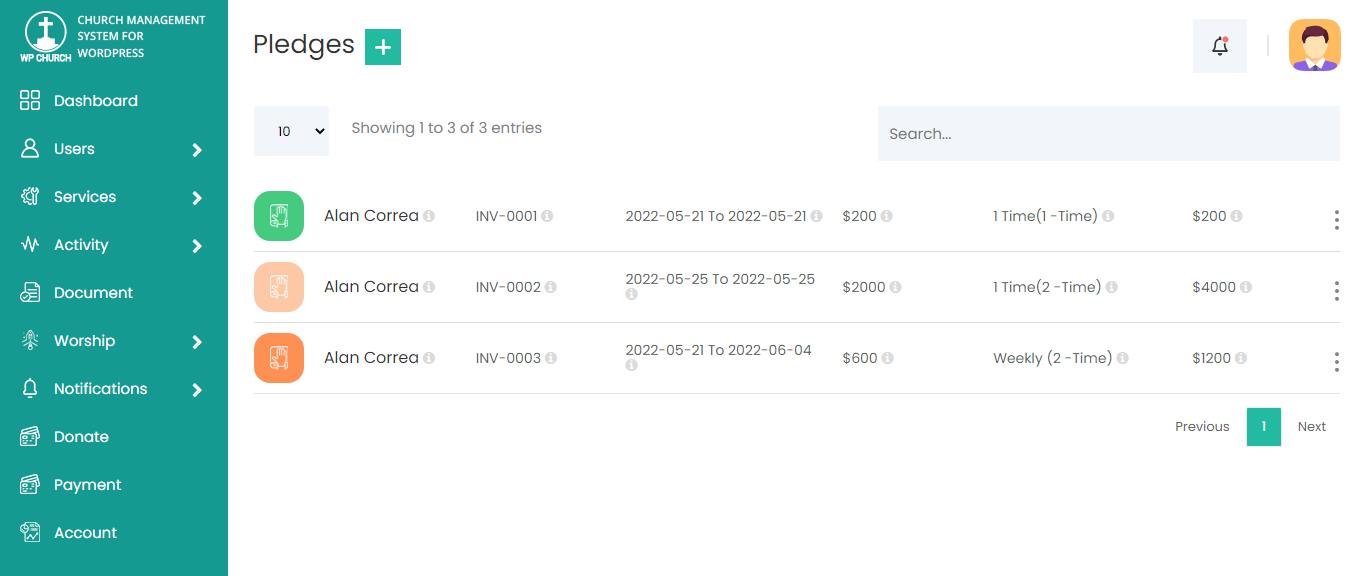 CHURCH MANAGEMENT
SYSTEM FOR
WORDPRESS
WP CHURCH
Dashboard
Users
Services
Activity
Document
Worship
Notifications
Donate
Payment
Account
Pledges +
10 Showing 1 to 3 of 3 entries Search...
Alan Correa INV-0001 2022-05-21 To 2022-05-21 $200 1 Time(1 -Time) $200
Alan Correa INV-0002 2022-05-25 To 2022-05-25 $2000 1 Time(2 -Time) $4000
Alan Correa INV-0003 2022-05-21 To 2022-06-04 $600 Weekly (2 -Time) $1200
Previous 1 Next